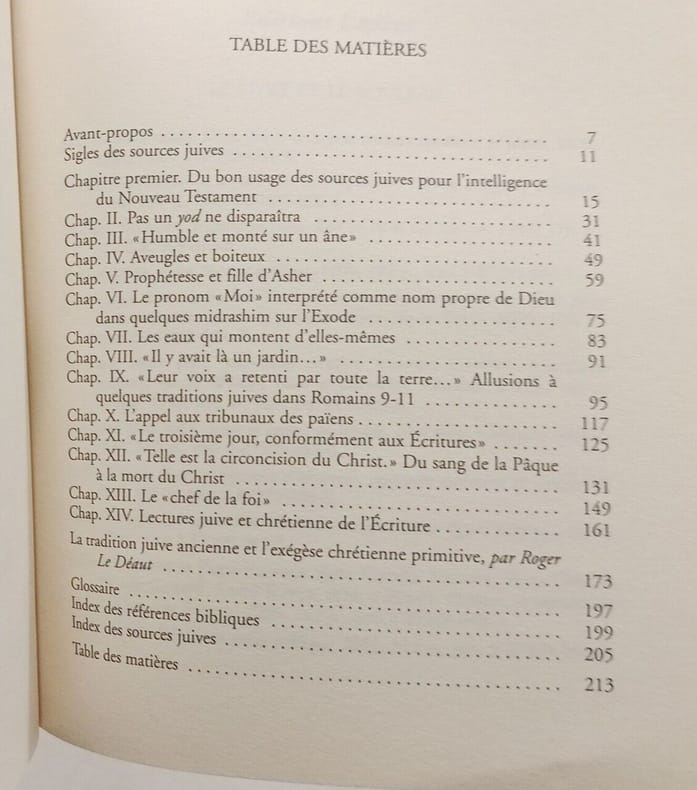 TABLE DES MATIÈRES
Avant-propos . . . . . . . . . . . . . . . . . . . . . . . . . . . . . . . . . . . . 7
Sigles des sources juives . . . . . . . . . . . . . . . . . . . . . . . . . . . . . 11
Chapitre premier. Du bon usage des sources juives pour l'intelligence
du Nouveau Testament . . . . . . . . . . . . . . . . . . . . . . . . . . . 15
Chap. II. Pas un yod ne disparaîtra . . . . . . . . . . . . . . . . . . . . . . 31
Chap. III. «Humble et monté sur un âne» . . . . . . . . . . . . . . . . . 41
Chap. IV. Aveugles et boiteux . . . . . . . . . . . . . . . . . . . . . . . . . . 49
Chap. V. Prophétesse et fille d'Asher . . . . . . . . . . . . . . . . . . . . . 59
Chap. VI. Le pronom «Moi» interprété comme nom propre de Dieu
dans quelques midrashim sur l'Exode . . . . . . . . . . . . . . . . . 75
Chap. VII. Les eaux qui montent d'elles-mêmes . . . . . . . . . . . . . 83
Chap. VIII. «Il y avait là un jardin...» . . . . . . . . . . . . . . . . . . . . 91
Chap. IX. «Leur voix a retenti par toute la terre...» Allusions à
quelques traditions juives dans Romains 9-11 . . . . . . . . . . . . 95
Chap. X. L'appel aux tribunaux des païens . . . . . . . . . . . . . . . . . . 117
Chap. XI. «Le troisième jour, conformément aux Écritures» . . . . . . . 125
Chap. XII. «Telle est la circoncision du Christ.» Du sang de la Pâque
à la mort du Christ . . . . . . . . . . . . . . . . . . . . . . . . . . . . . 131
Chap. XIII. Le «chef de la foi» . . . . . . . . . . . . . . . . . . . . . . . . . 149
Chap. XIV. Lectures juive et chrétienne de l'Écriture . . . . . . . . . . . . 161
La tradition juive ancienne et l'exégèse chrétienne primitive, par Roger
Le Déaut . . . . . . . . . . . . . . . . . . . . . . . . . . . . . . . . . . . . 173
Glossaire . . . . . . . . . . . . . . . . . . . . . . . . . . . . . . . . . . . . . . . 197
Index des références bibliques . . . . . . . . . . . . . . . . . . . . . . . . . . 199
Index des sources juives . . . . . . . . . . . . . . . . . . . . . . . . . . . . . . 205
Table des matières . . . . . . . . . . . . . . . . . . . . . . . . . . . . . . . . . 213